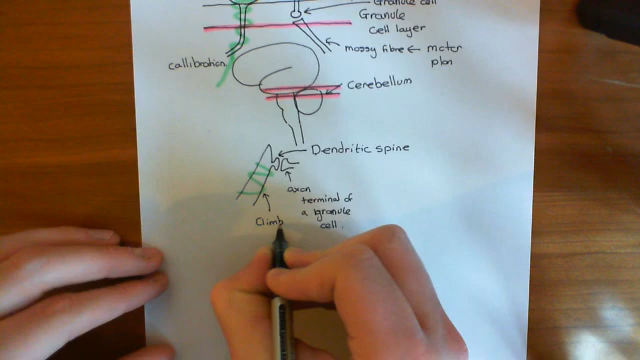 Granule cell
Granule
cell layer
mossy fibre ← motor
plan
callibration
Cerebellum
Dendritic spine
axon
terminal of
a granule
cell.
Climb